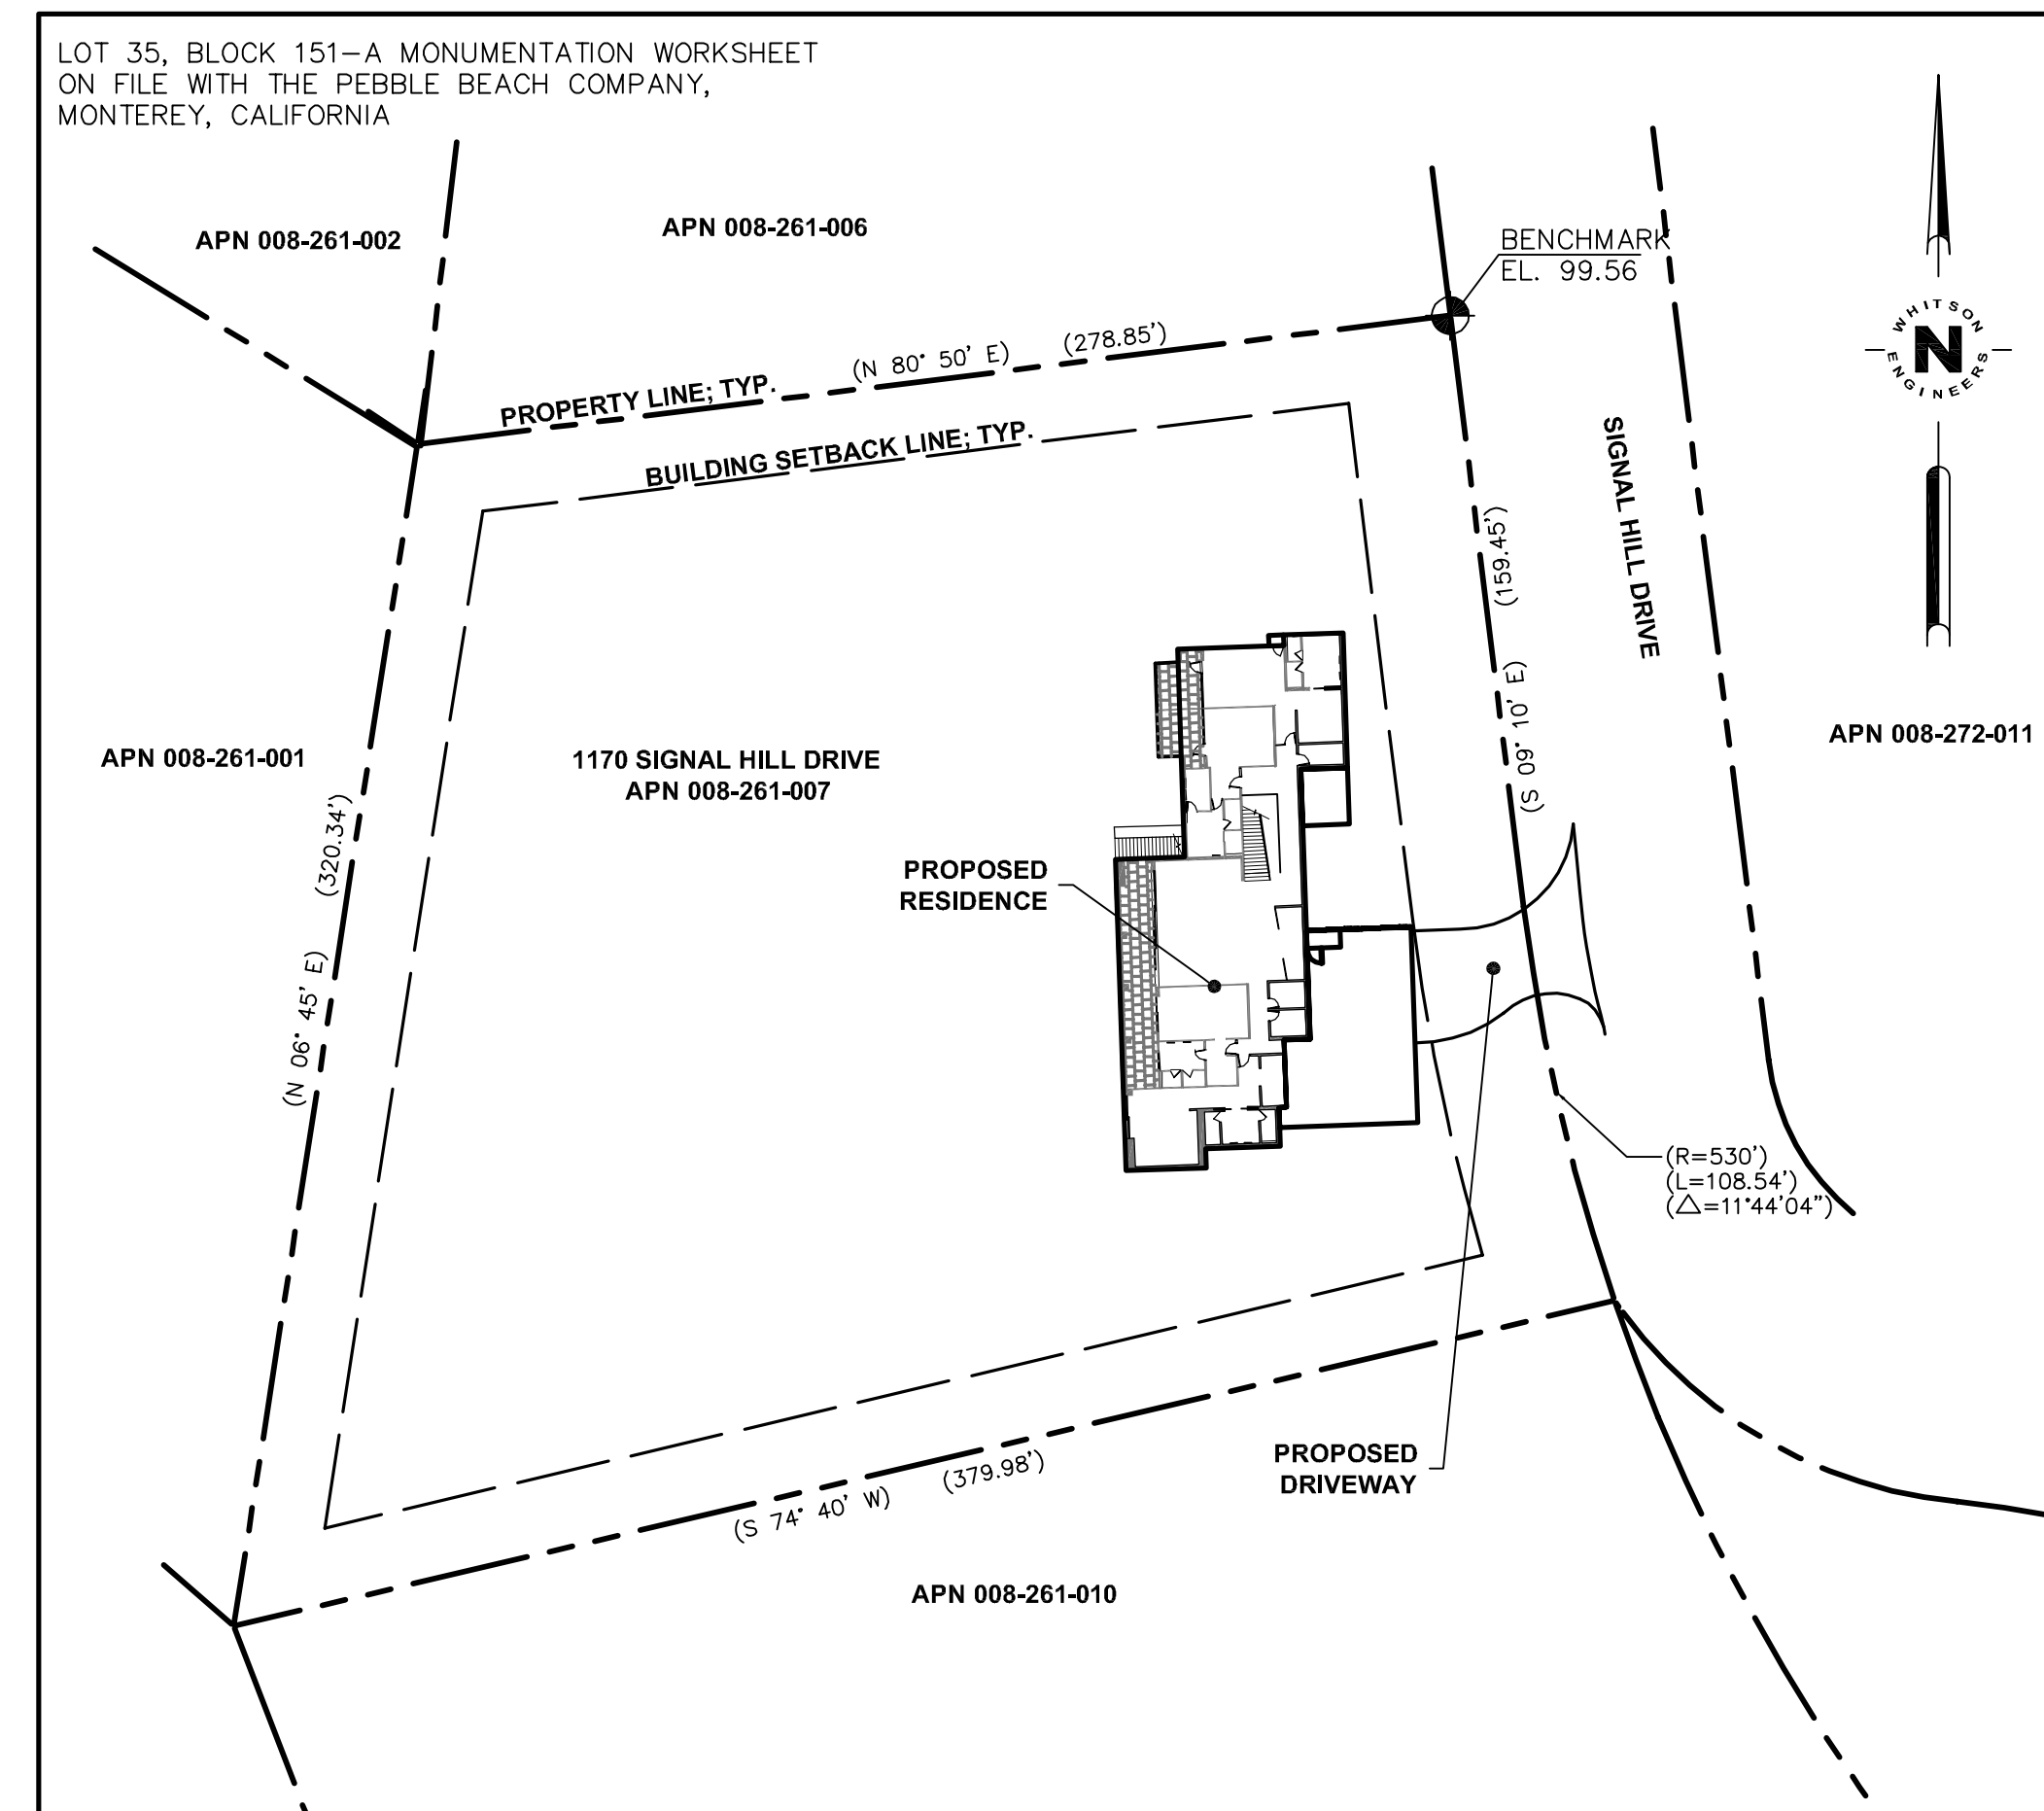 LOT 35, BLOCK 151-A MONUMENTATION WORKSHEET
ON FILE WITH THE PEBBLE BEACH COMPANY,
MONTEREY, CALIFORNIA
APN 008-261-002
APN 008-261-006
BENCHMARK
EL. 99.56
WHITSON
N
ENGINEERS
(N 80° 50' E)
(278.85')
PROPERTY LINE; TYP.
BUILDING SETBACK LINE; TYP.
SIGNAL HILL DRIVE
(159.45')
(S 09° 10' E)
APN 008-261-001
1170 SIGNAL HILL DRIVE
APN 008-261-007
APN 008-272-011
(320.34')
(N 06° 45' E)
PROPOSED
RESIDENCE
(R=530')
(L=108.54')
(△=11°44'04")
PROPOSED
DRIVEWAY
(379.98')
(S 74° 40' W)
APN 008-261-010